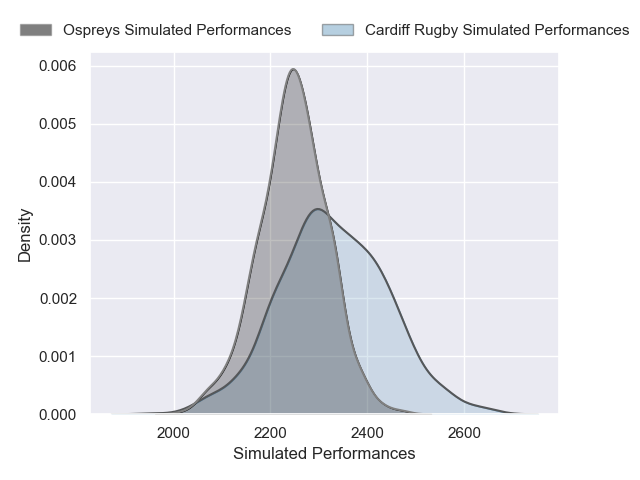 Ospreys Simulated Performances
Cardiff Rugby Simulated Performances
0.006
0.005
0.004
0.003
0.002
0.001
0.000
Density
2000
2200
2400
2600
Simulated Performances